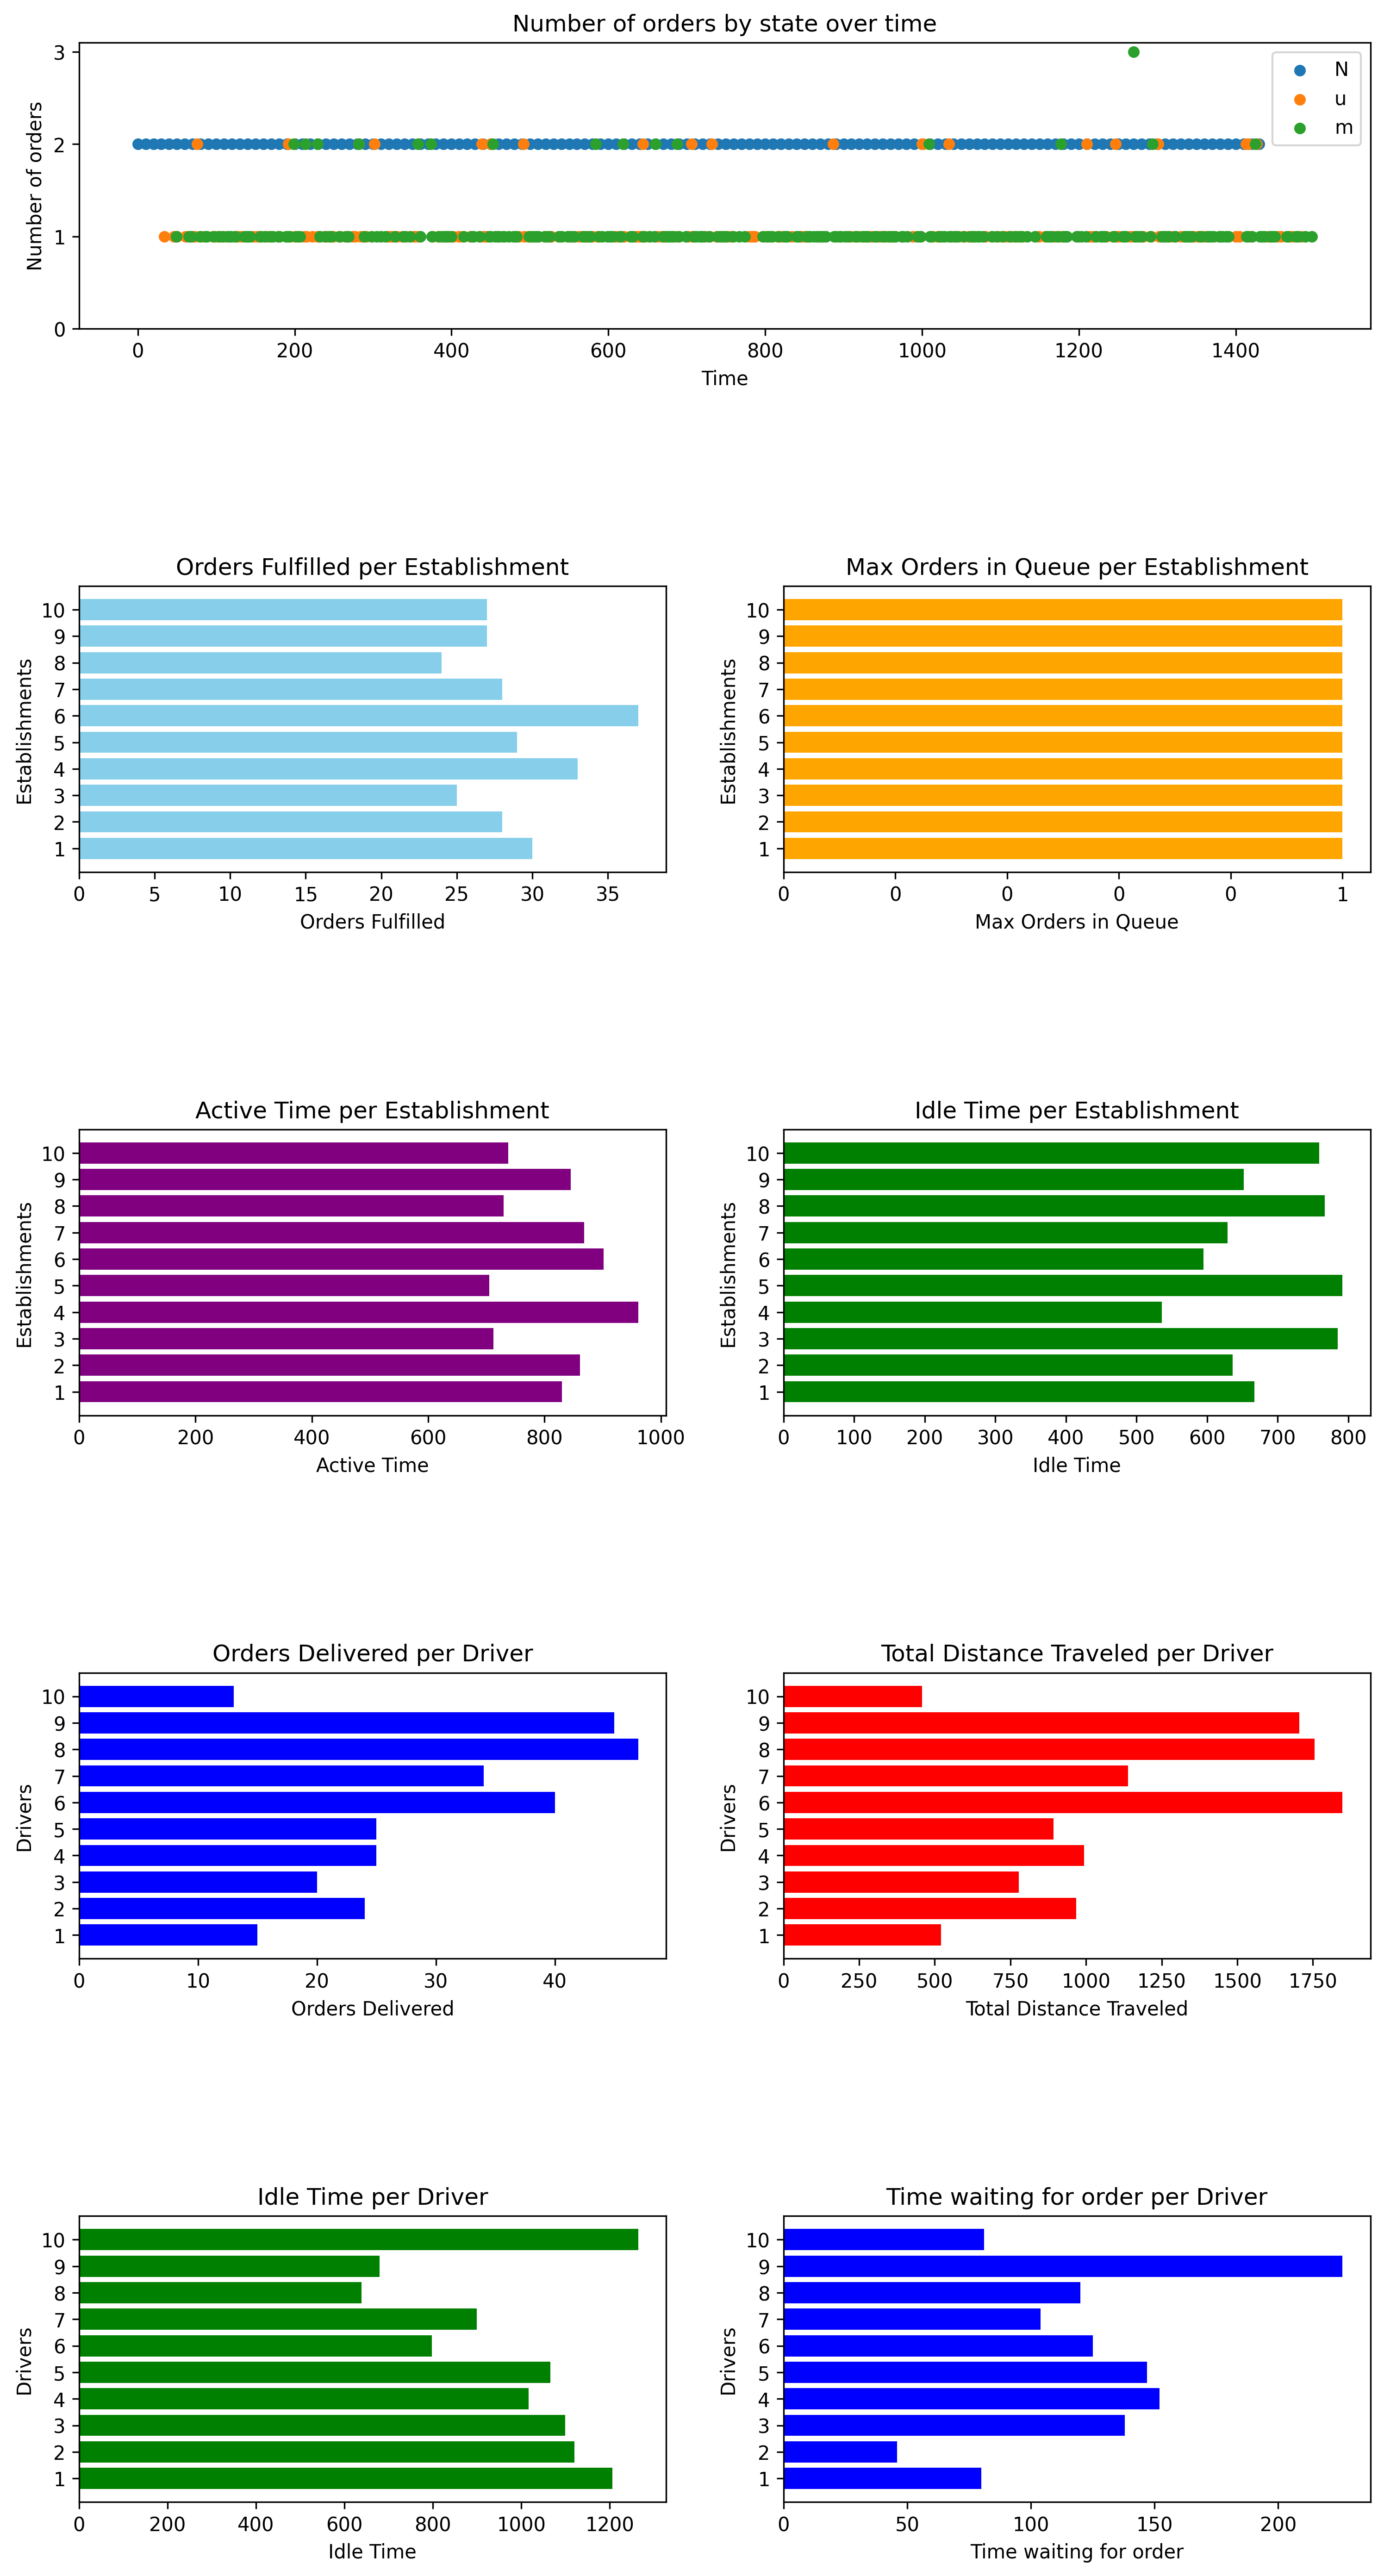 Number of orders by state over time
Number of orders
3
2
1
0
N
u
m
0 200 400 600 800 1000 1200 1400
Time
Orders Fulfilled per Establishment
Establishments
10
9
8
7
6
5
4
3
2
1
0 5 10 15 20 25 30 35
Orders Fulfilled
Max Orders in Queue per Establishment
Establishments
10
9
8
7
6
5
4
3
2
1
0 0 0 0 0 1
Max Orders in Queue
Active Time per Establishment
Establishments
10
9
8
7
6
5
4
3
2
1
0 200 400 600 800 1000
Active Time
Idle Time per Establishment
Establishments
10
9
8
7
6
5
4
3
2
1
0 100 200 300 400 500 600 700 800
Idle Time
Orders Delivered per Driver
Drivers
10
9
8
7
6
5
4
3
2
1
0 10 20 30 40
Orders Delivered
Total Distance Traveled per Driver
Drivers
10
9
8
7
6
5
4
3
2
1
0 250 500 750 1000 1250 1500 1750
Total Distance Traveled
Idle Time per Driver
Drivers
10
9
8
7
6
5
4
3
2
1
0 200 400 600 800 1000 1200
Idle Time
Time waiting for order per Driver
Drivers
10
9
8
7
6
5
4
3
2
1
0 50 100 150 200
Time waiting for order